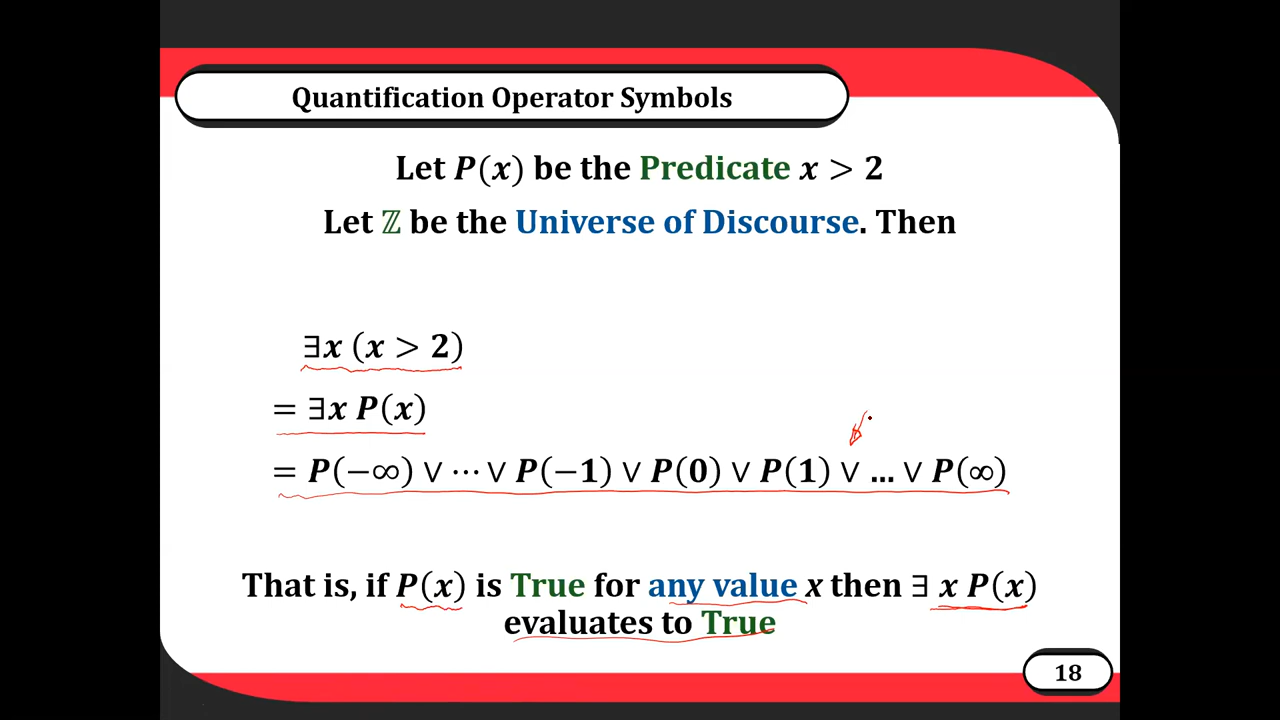 Quantification Operator Symbols
Let P(x) be the Predicate x > 2
Let ℤ be the Universe of Discourse. Then
∃x (x > 2)
= ∃x P(x)
= P(−∞) ∨ ⋯ ∨ P(−1) ∨ P(0) ∨ P(1) ∨ ... ∨ P(∞)
That is, if P(x) is True for any value x then ∃ x P(x)
evaluates to True
18